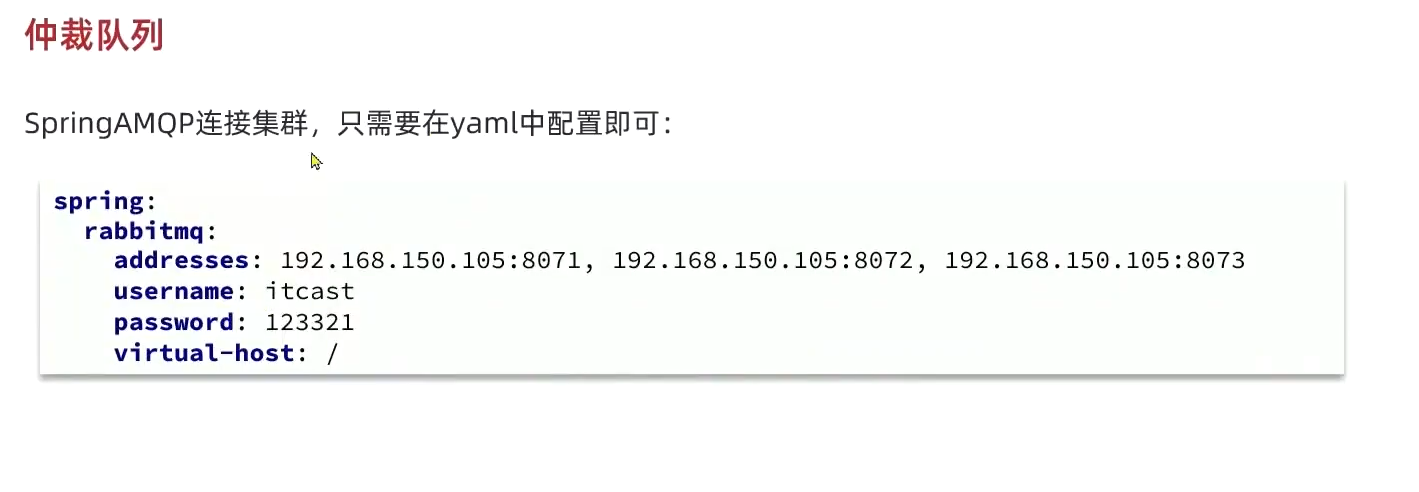 仲裁队列
SpringAMQP连接集群，只需要在yaml中配置即可：
spring:
  rabbitmq:
    addresses: 192.168.150.105:8071, 192.168.150.105:8072, 192.168.150.105:8073
    username: itcast
    password: 123321
    virtual-host: /